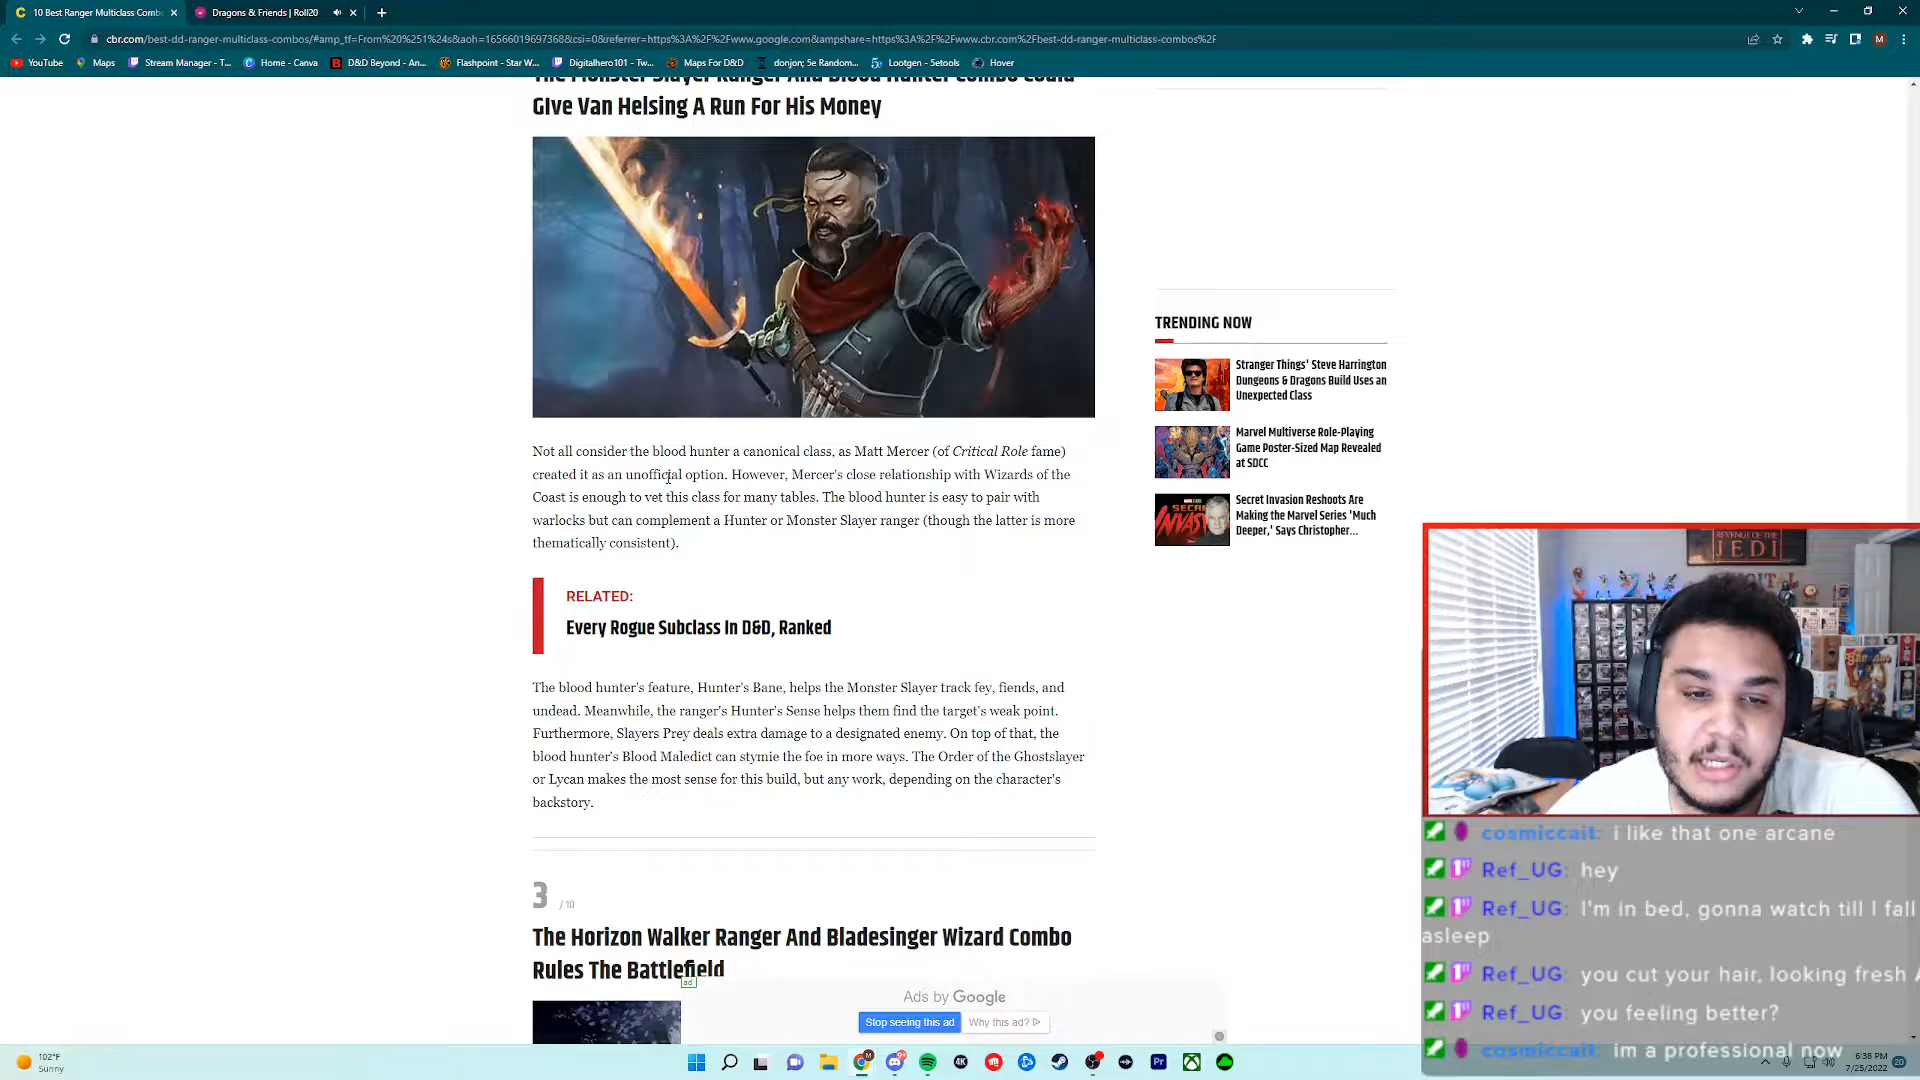 10 Best Ranger Multiclass Comb
Dragons & Friends | Roll20
cbr.com/best-dd-ranger-multiclass-combos/#amp_tf=From%20%251%24s&aoh=16566019697368&csi=0&referrer=https%3A%2F%2Fwww.google.com&ampshare=https%3A%2F%2Fwww.cbr.com%2Fbest-dd-ranger-multiclass-combos%2F
YouTube
Maps
Stream Manager - T...
Home - Canva
D&D Beyond - An...
Flashpoint - Star W...
Digitalhero101 - Tw...
Maps For D&D
donjon; 5e Random...
Lootgen - 5etools
Hover
The Monster Slayer Ranger And Blood Hunter Combo Could
GIve Van Helsing A Run For His Money
Not all consider the blood hunter a canonical class, as Matt Mercer (of Critical Role fame)
created it as an unofficial option. However, Mercer's close relationship with Wizards of the
Coast is enough to vet this class for many tables. The blood hunter is easy to pair with
warlocks but can complement a Hunter or Monster Slayer ranger (though the latter is more
thematically consistent).
RELATED:
Every Rogue Subclass In D&D, Ranked
The blood hunter's feature, Hunter's Bane, helps the Monster Slayer track fey, fiends, and
undead. Meanwhile, the ranger's Hunter's Sense helps them find the target's weak point.
Furthermore, Slayers Prey deals extra damage to a designated enemy. On top of that, the
blood hunter's Blood Maledict can stymie the foe in more ways. The Order of the Ghostslayer
or Lycan makes the most sense for this build, but any work, depending on the character's
backstory.
3 / 10
The Horizon Walker Ranger And Bladesinger Wizard Combo
Rules The Battlefield
ad
Ads by Google
Stop seeing this ad
Why this ad?
TRENDING NOW
Stranger Things' Steve Harrington
Dungeons & Dragons Build Uses an
Unexpected Class
Marvel Multiverse Role-Playing
Game Poster-Sized Map Revealed
at SDCC
Secret Invasion Reshoots Are
Making the Marvel Series 'Much
Deeper,' Says Christopher...
REVENGE OF THE
JEDI
cosmiccait: i like that one arcane
Ref_UG: hey
Ref_UG: I'm in bed, gonna watch till I fall
asleep
Ref_UG: you cut your hair, looking fresh A
Ref_UG: you feeling better?
cosmiccait: im a professional now
102°F
Sunny
4K
Pr
6:38 PM
7/25/2022
20